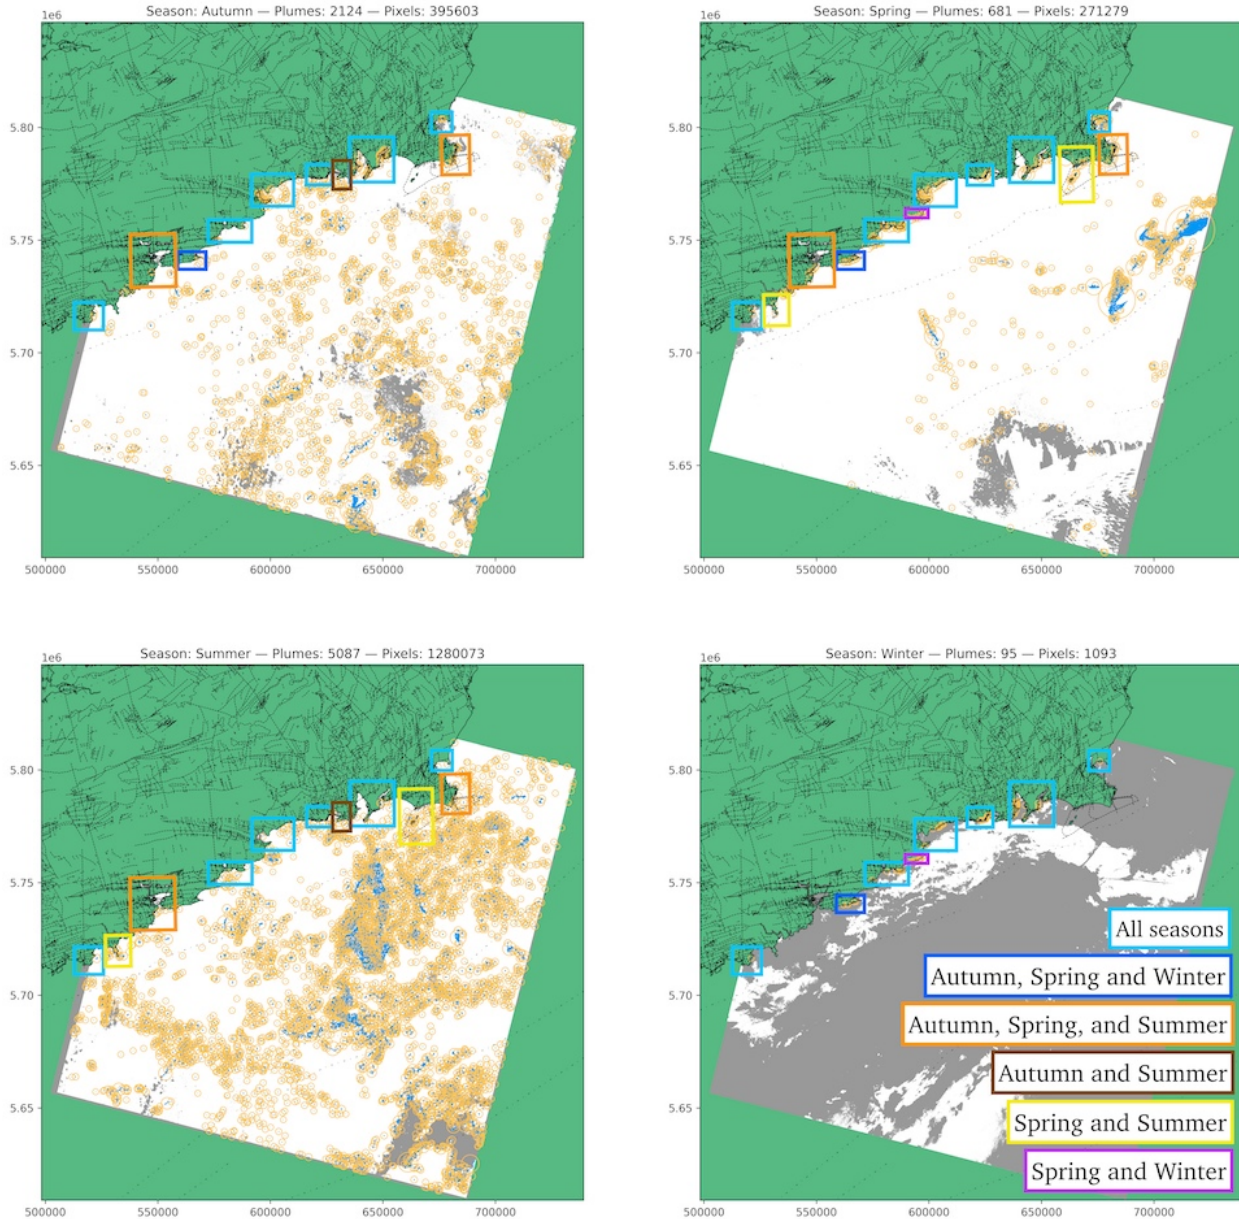 Season: Autumn — Plumes: 2124 — Pixels: 395603
1e6
5.80
5.75
5.70
5.65
500000 550000 600000 650000 700000
Season: Spring — Plumes: 681 — Pixels: 271279
1e6
5.80
5.75
5.70
5.65
500000 550000 600000 650000 700000
Season: Summer — Plumes: 5087 — Pixels: 1280073
1e6
5.80
5.75
5.70
5.65
500000 550000 600000 650000 700000
Season: Winter — Plumes: 95 — Pixels: 1093
1e6
5.80
5.75
5.70
5.65
All seasons
Autumn, Spring and Winter
Autumn, Spring, and Summer
Autumn and Summer
Spring and Summer
Spring and Winter
500000 550000 600000 650000 700000